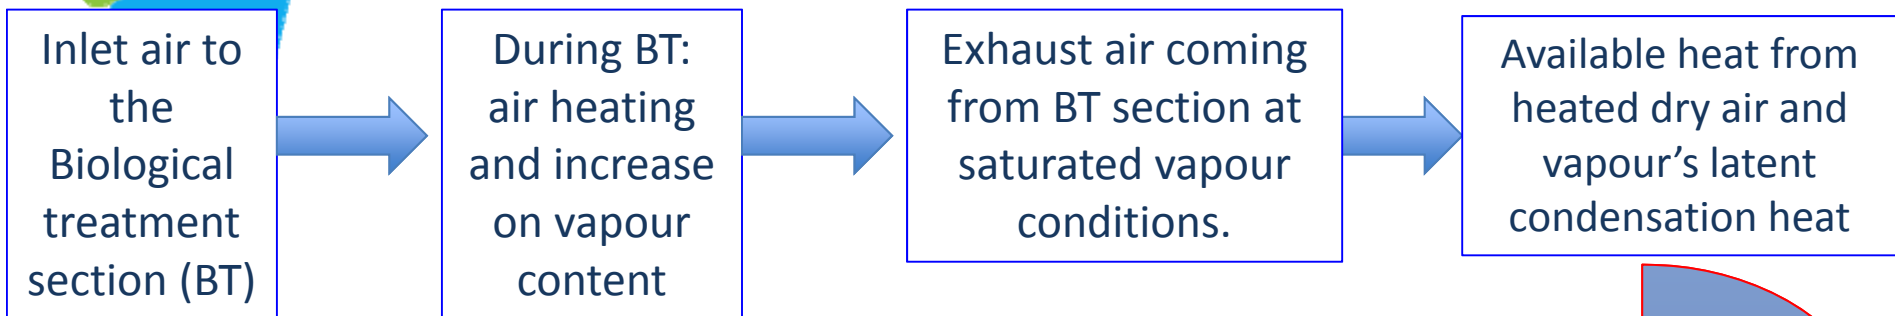 Inlet air to
the
Biological
treatment
section (BT)
During BT:
air heating
and increase
on vapour
content
Exhaust air coming
from BT section at
saturated vapour
conditions.
Available heat from
heated dry air and
vapour’s latent
condensation heat